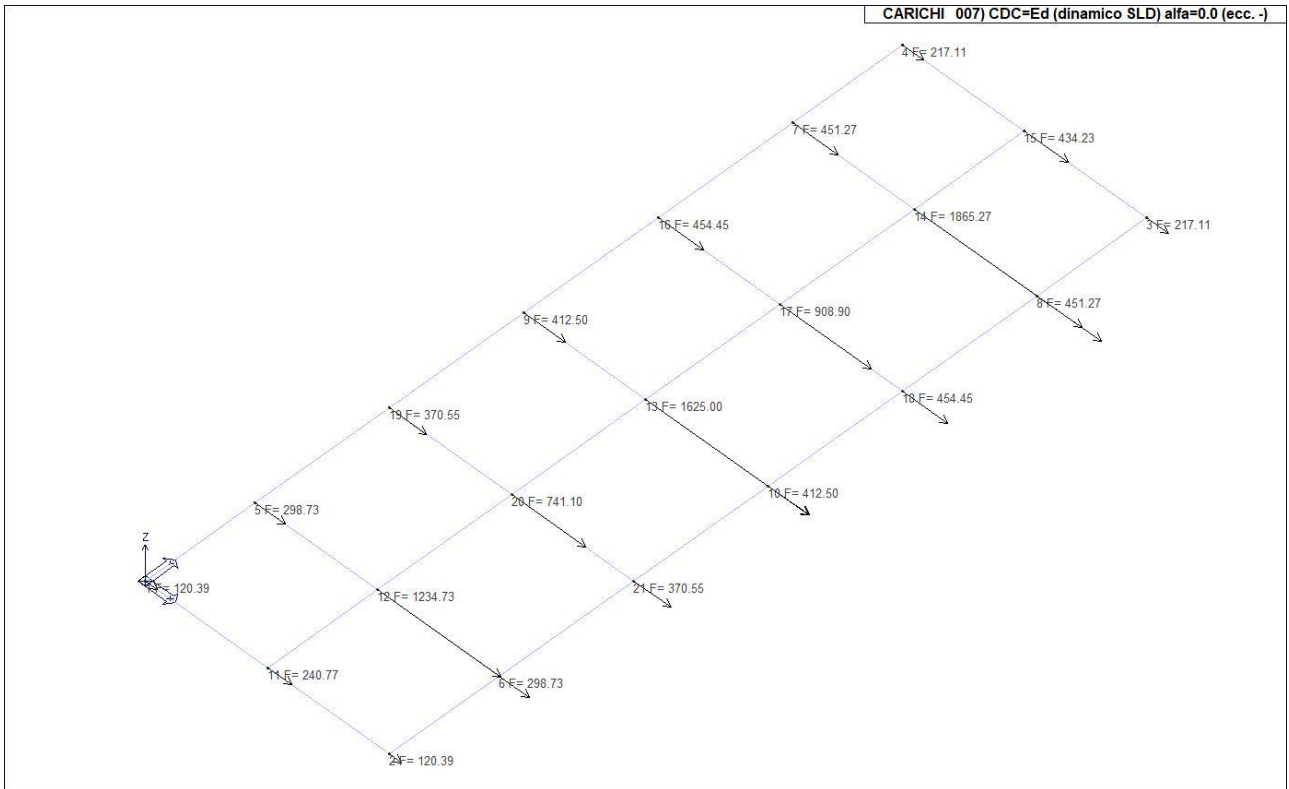 CARICHI 007) CDC=Ed (dinamico SLD) alfa=0.0 (ecc. -)
4 F= 217.11
7 F= 451.27
15 F= 434.23
14 F= 1865.27
16 F= 454.45
3 F= 217.11
8 F= 451.27
17 F= 908.90
9 F= 412.50
18 F= 454.45
13 F= 1625.00
19 F= 370.55
10 F= 412.50
20 F= 741.10
5 F= 298.73
Z
F= 120.39
21 F= 370.55
12 F= 1234.73
11 F= 240.77
6 F= 298.73
2 F= 120.39